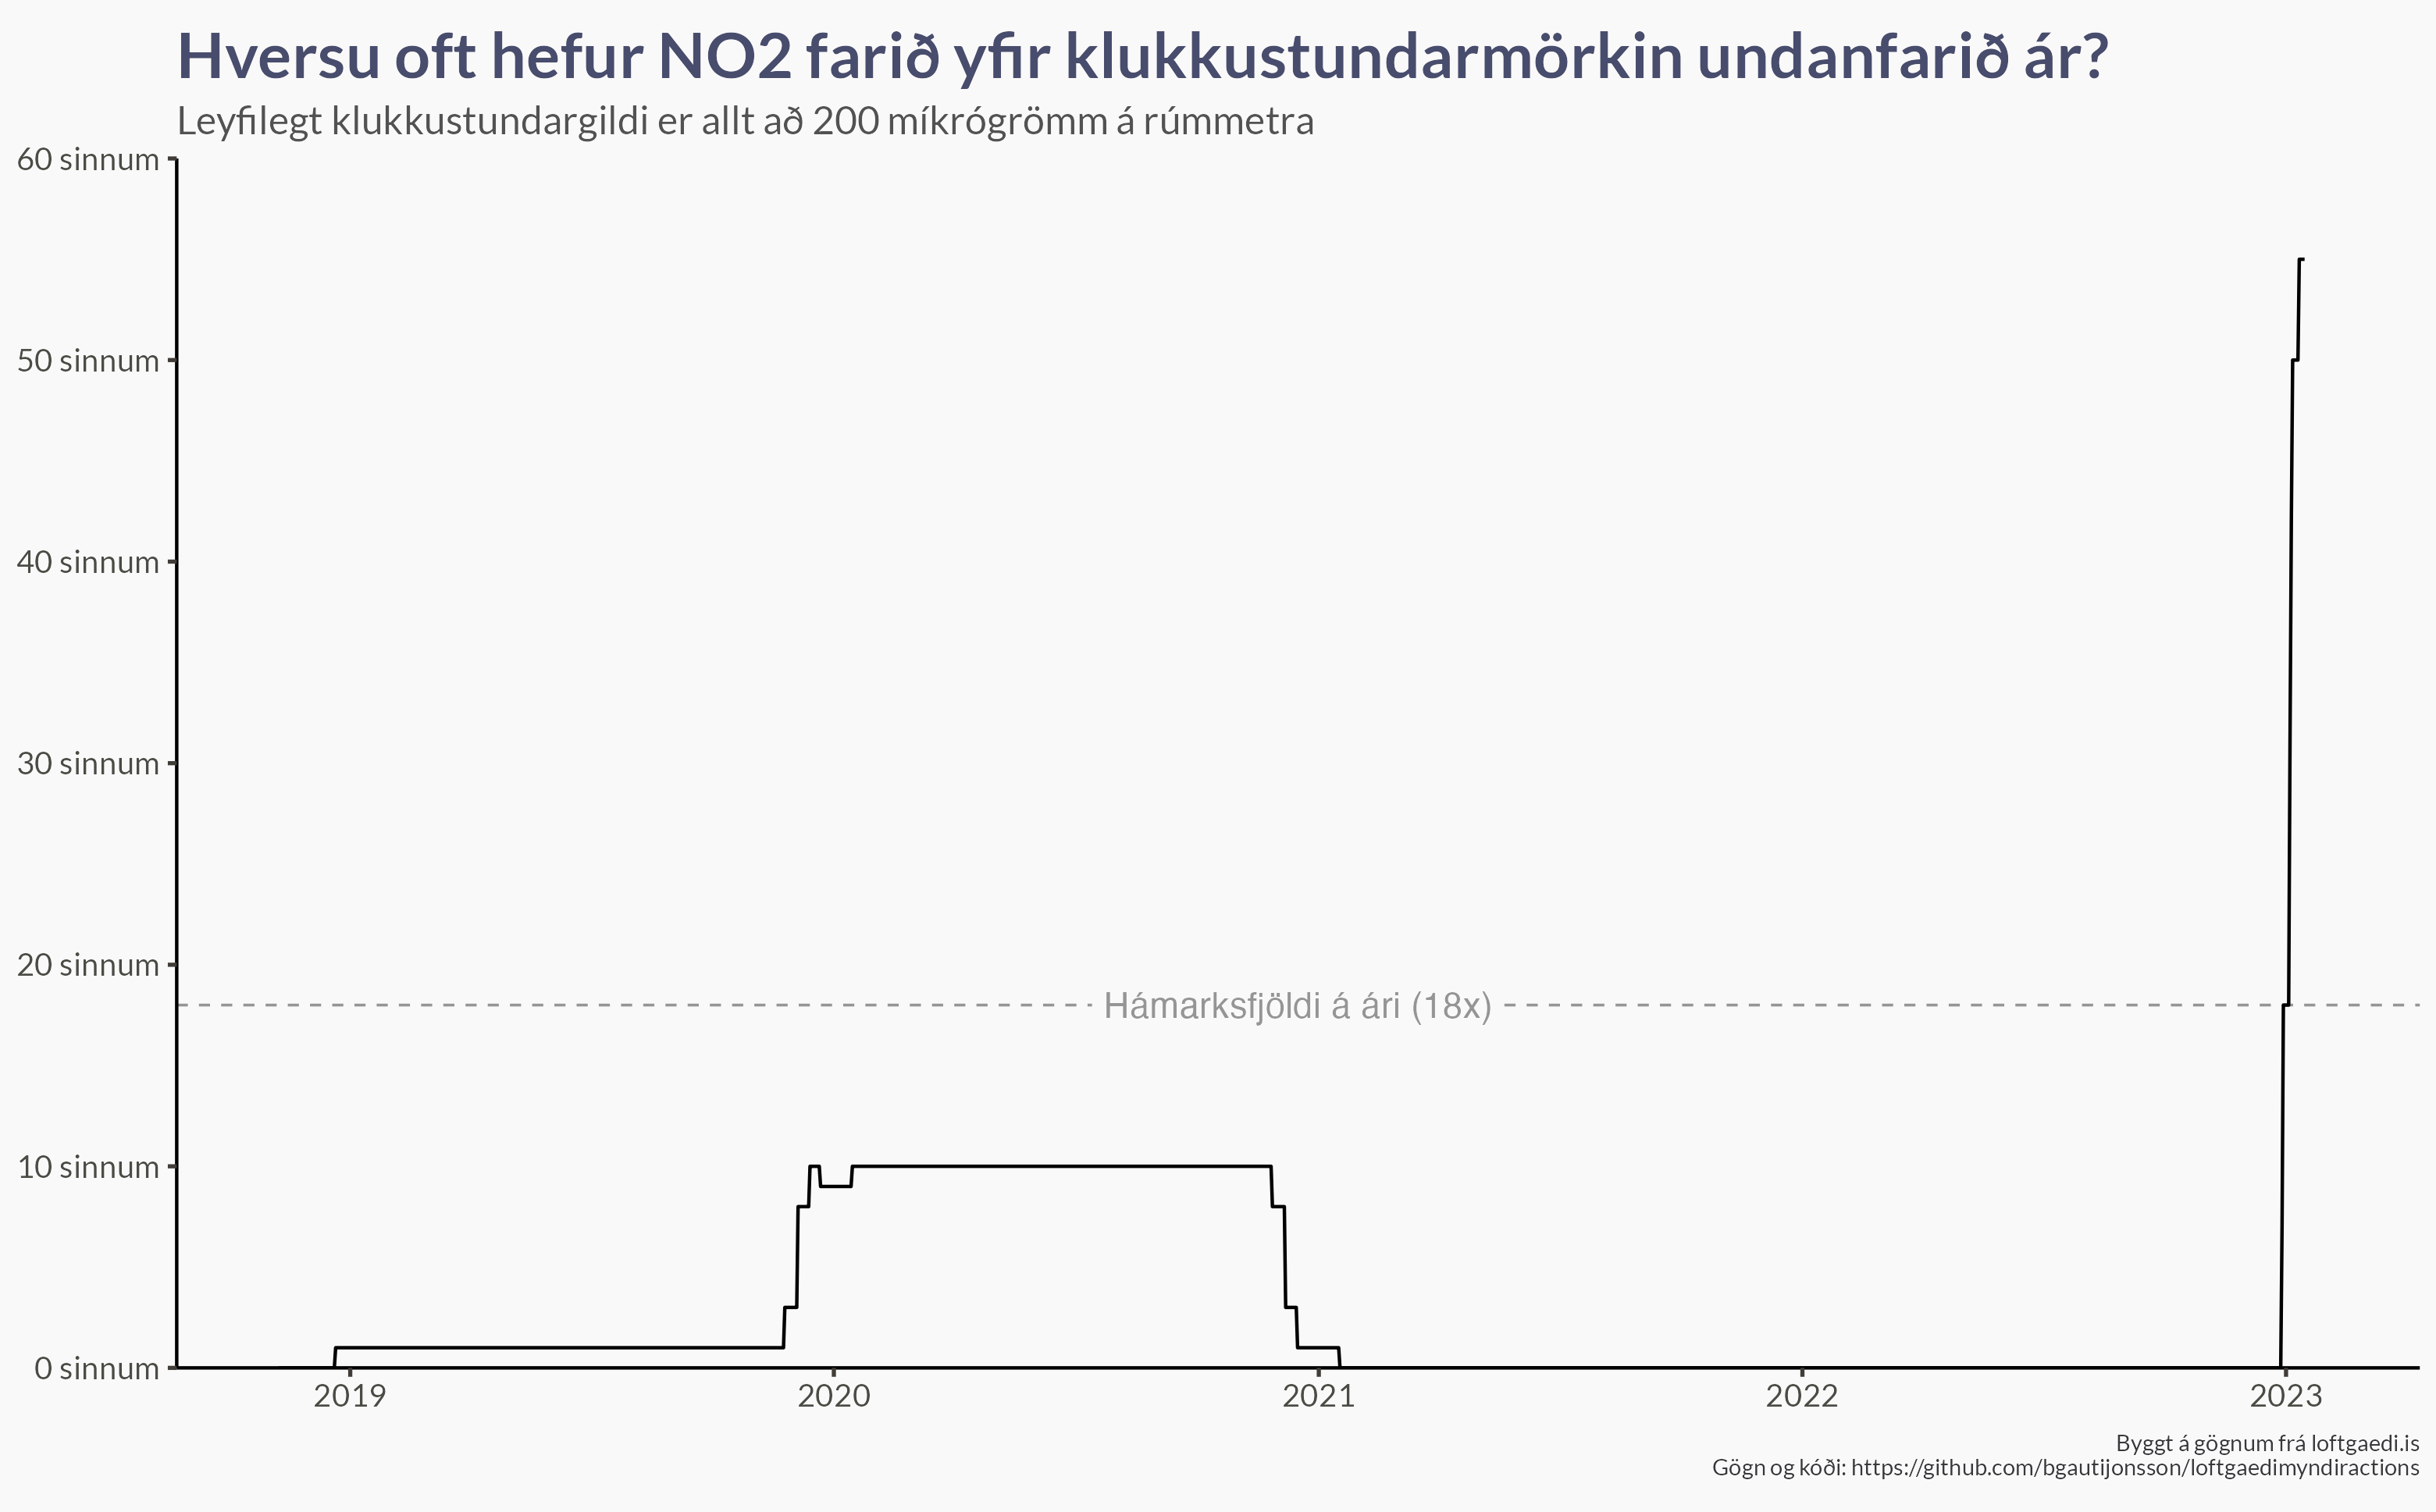 Hversu oft hefur NO2 farið yfir klukkustundarmörkin undanfarið ár?
Leyfilegt klukkustundargildi er allt að 200 míkrógrömm á rúmmetra
60 sinnum
50 sinnum
40 sinnum
30 sinnum
20 sinnum
Hámarksfjöldi á ári (18x)
10 sinnum
0 sinnum
2019
2020
2021
2022
2023
Byggt á gögnum frá loftgaedi.is
Gögn og kóði: https://github.com/bgautijonsson/loftgaedimyndiractions